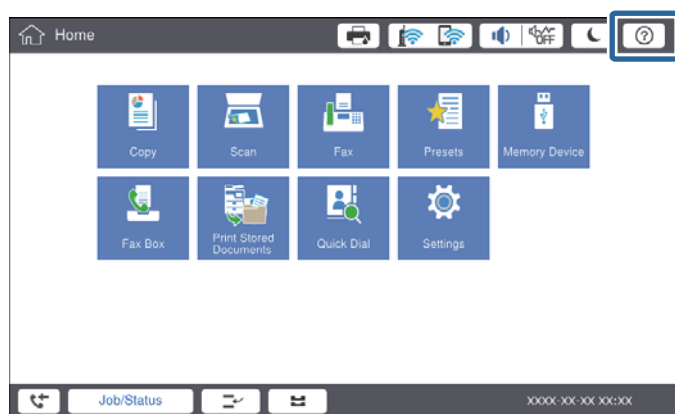 Home
OFF
?
Copy
Scan
Fax
Presets
Memory Device
Fax Box
Print Stored
Documents
Quick Dial
Settings
Job/Status
XXXX-XX-XX XX:XX